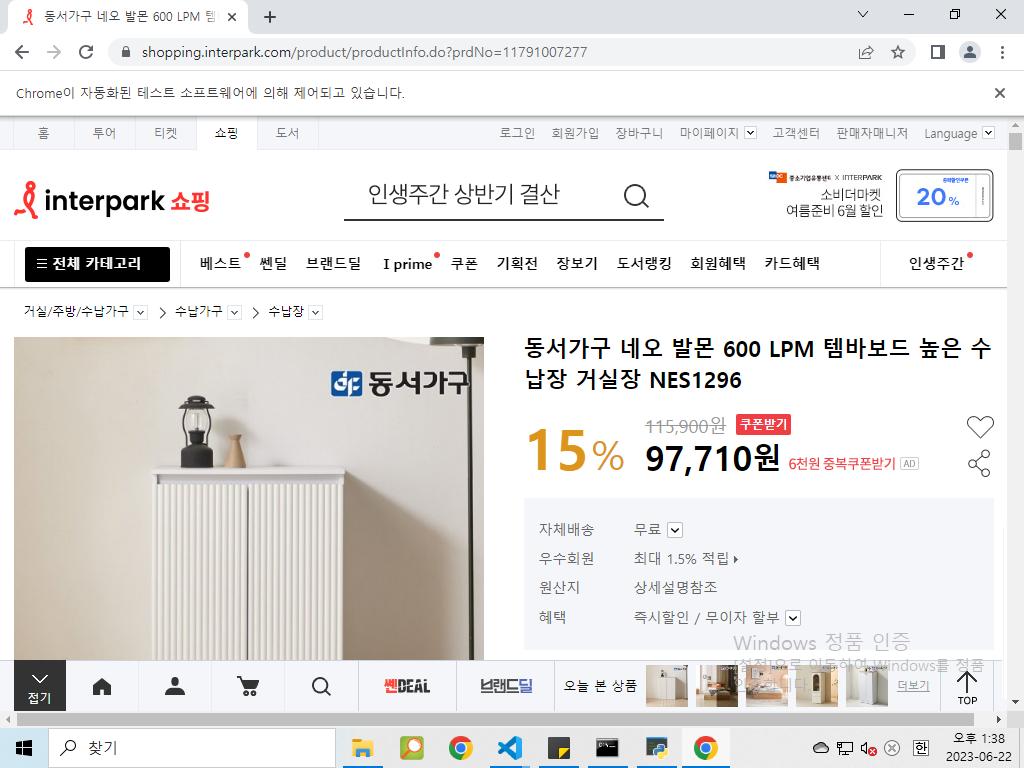 동서가구 네오 발몬 600 LPM 템
shopping.interpark.com/product/productInfo.do?prdNo=11791007277
Chrome이 자동화된 테스트 소프트웨어에 의해 제어되고 있습니다.
홈 투어 티켓 쇼핑 도서 로그인 회원가입 장바구니 마이페이지 고객센터 판매자매니저 Language
interpark 쇼핑
인생주간 상반기 결산
중소기업유통센터 X INTERPARK
소비더마켓
여름준비 6월 할인
20%
전체 카테고리 베스트 쎈딜 브랜드딜 I prime 쿠폰 기획전 장보기 도서랭킹 회원혜택 카드혜택 인생주간
거실/주방/수납가구 수납가구 수납장
동서가구
동서가구 네오 발몬 600 LPM 템바보드 높은 수
납장 거실장 NES1296
15%
115,900원 쿠폰받기
97,710원 6천원 중복쿠폰받기 AD
자체배송 무료
우수회원 최대 1.5% 적립
원산지 상세설명참조
혜택 즉시할인 / 무이자 할부
Windows 정품 인증
[설정]으로 이동하여 Windows를 정품
접기 쎈DEAL 브랜드딜 오늘 본 상품 더보기 TOP
찾기
한
오후 1:38
2023-06-22